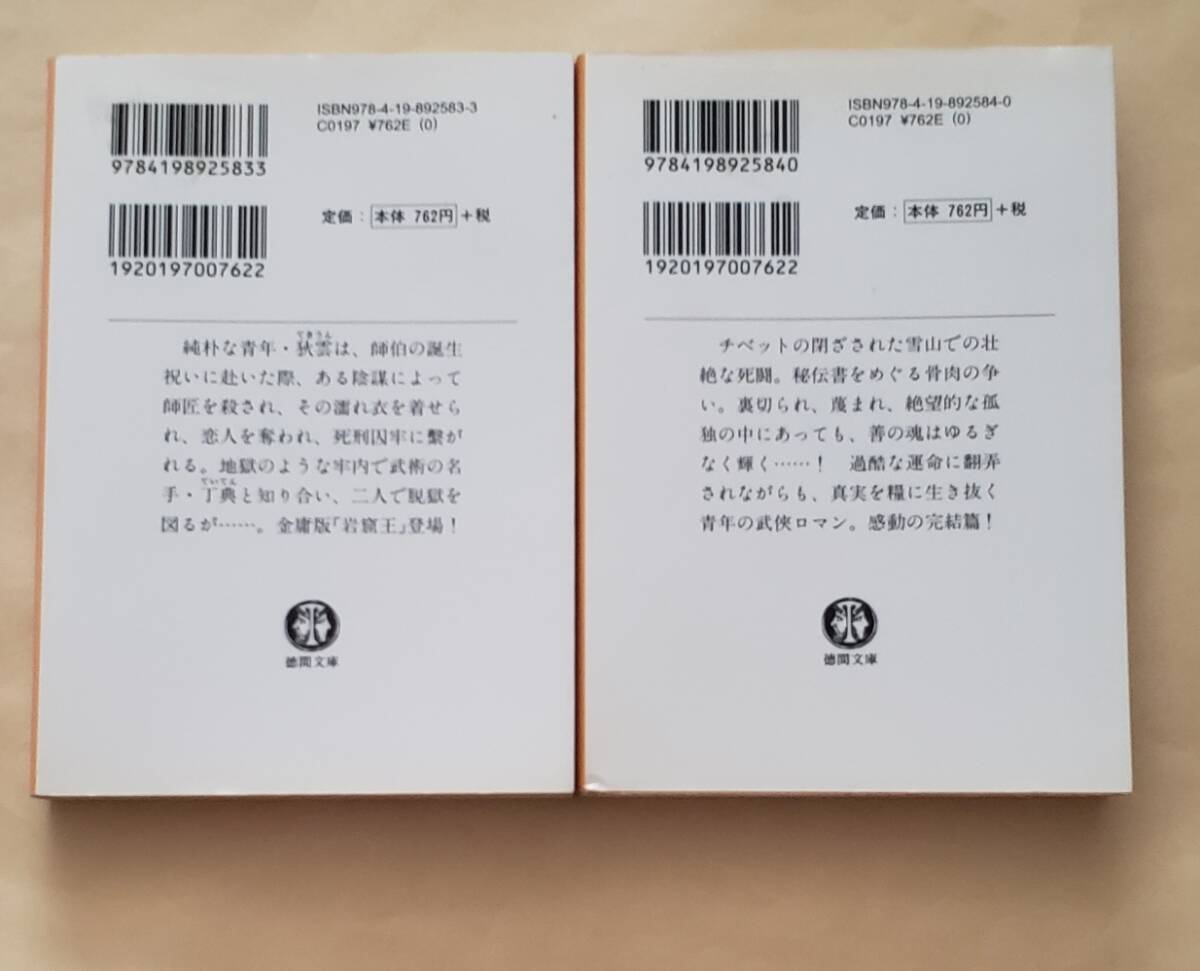 ISBN978-4-19-892583-3
C0197 ¥762E (0)
9784198925833
定価：本体 762円＋税
1920197007622
純朴な青年・狄雲は、師伯の誕生
てきうん
祝いに赴いた際、ある陰謀によって
師匠を殺され、その濡れ衣を着せら
れ、恋人を奪われ、死刑囚牢に繫が
れる。地獄のような牢内で武術の名
手・丁典と知り合い、二人で脱獄を
ていてん
図るが……。金庸版「岩窟王」登場！
徳間文庫
ISBN978-4-19-892584-0
C0197 ¥762E (0)
9784198925840
定価：本体 762円＋税
1920197007622
チベットの閉ざされた雪山での壮
絶な死闘。秘伝書をめぐる骨肉の争
い。裏切られ、蔑まれ、絶望的な孤
独の中にあっても、善の魂はゆるぎ
なく輝く……！　過酷な運命に翻弄
されながらも、真実を糧に生き抜く
青年の武俠ロマン。感動の完結篇！
徳間文庫